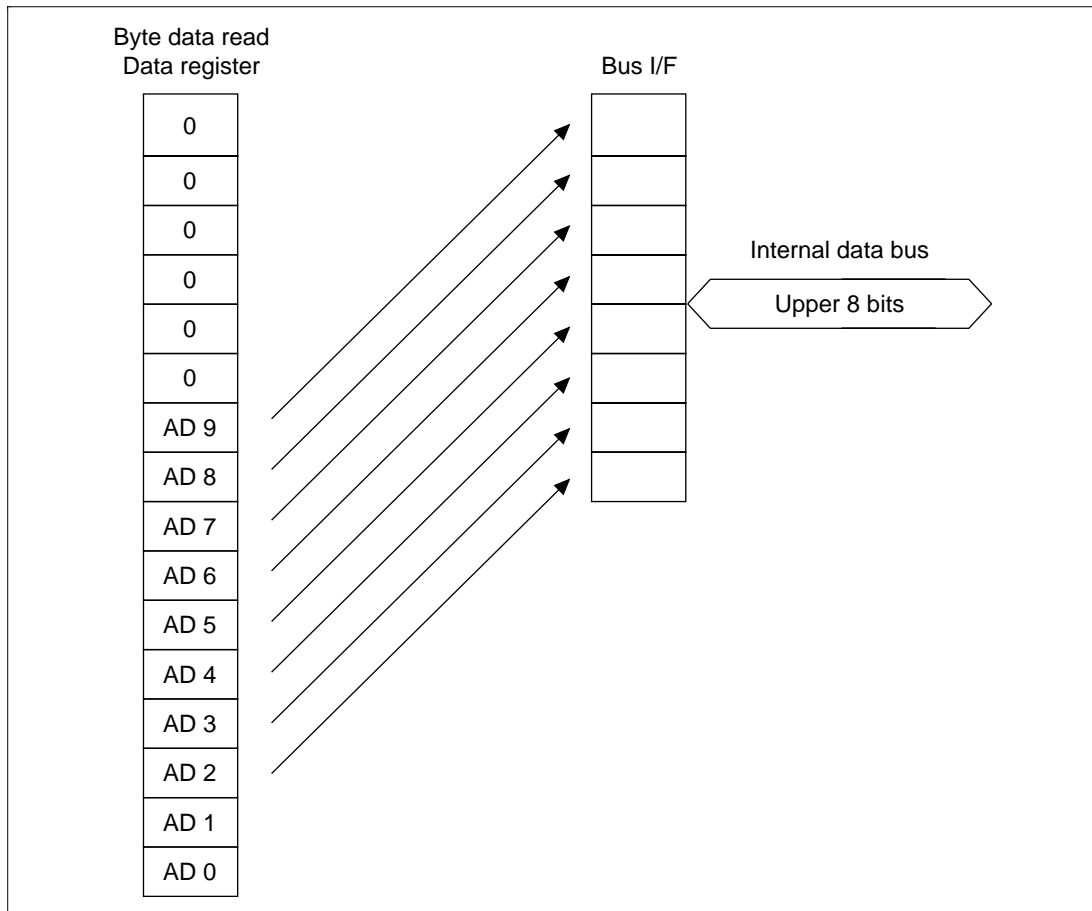 Byte data read
Data register
Bus I/F
0
0
0
0
0
0
AD 9
AD 8
AD 7
AD 6
AD 5
AD 4
AD 3
AD 2
AD 1
AD 0
Internal data bus
Upper 8 bits